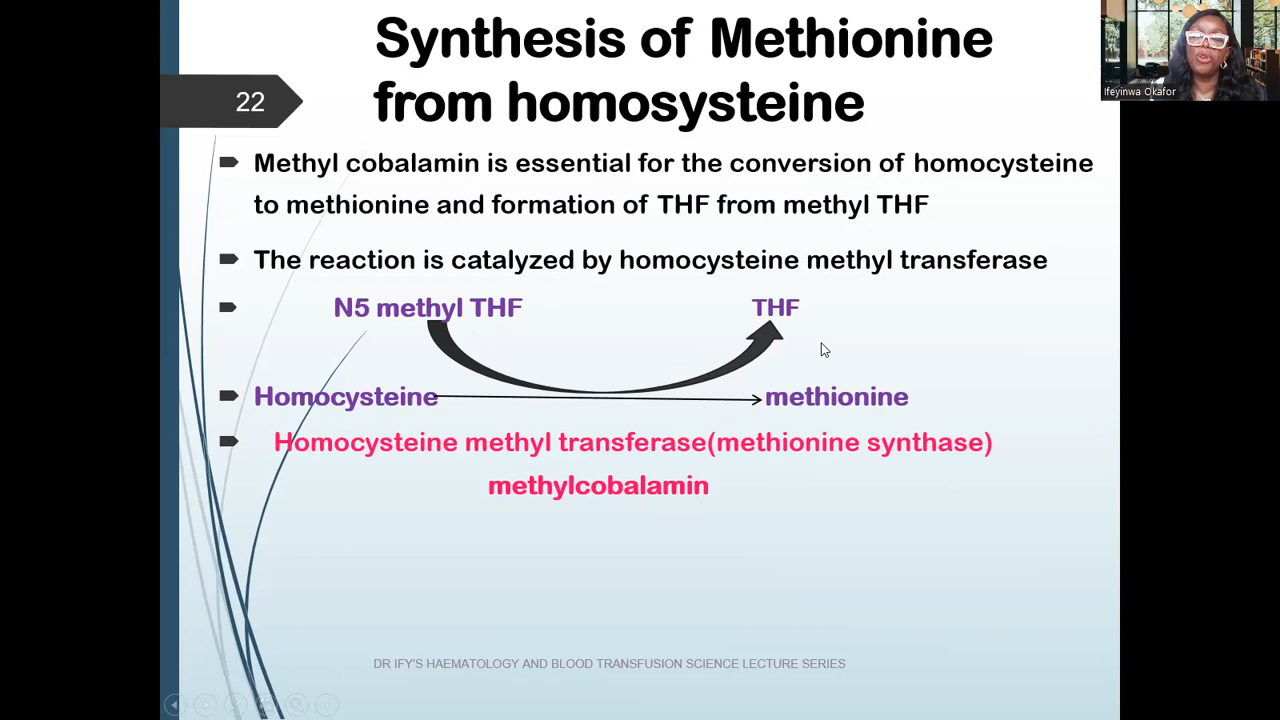 Synthesis of Methionine
from homosysteine
22
Ifeyinwa Okafor
Methyl cobalamin is essential for the conversion of homocysteine
to methionine and formation of THF from methyl THF
The reaction is catalyzed by homocysteine methyl transferase
N5 methyl THF THF
Homocysteine methionine
Homocysteine methyl transferase(methionine synthase)
methylcobalamin
DR IFY'S HAEMATOLOGY AND BLOOD TRANSFUSION SCIENCE LECTURE SERIES